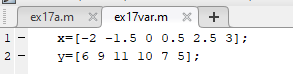 ex17a.m × ex17var.m × +
1 - x=[-2 -1.5 0 0.5 2.5 3];
2 - y=[6 9 11 10 7 5];